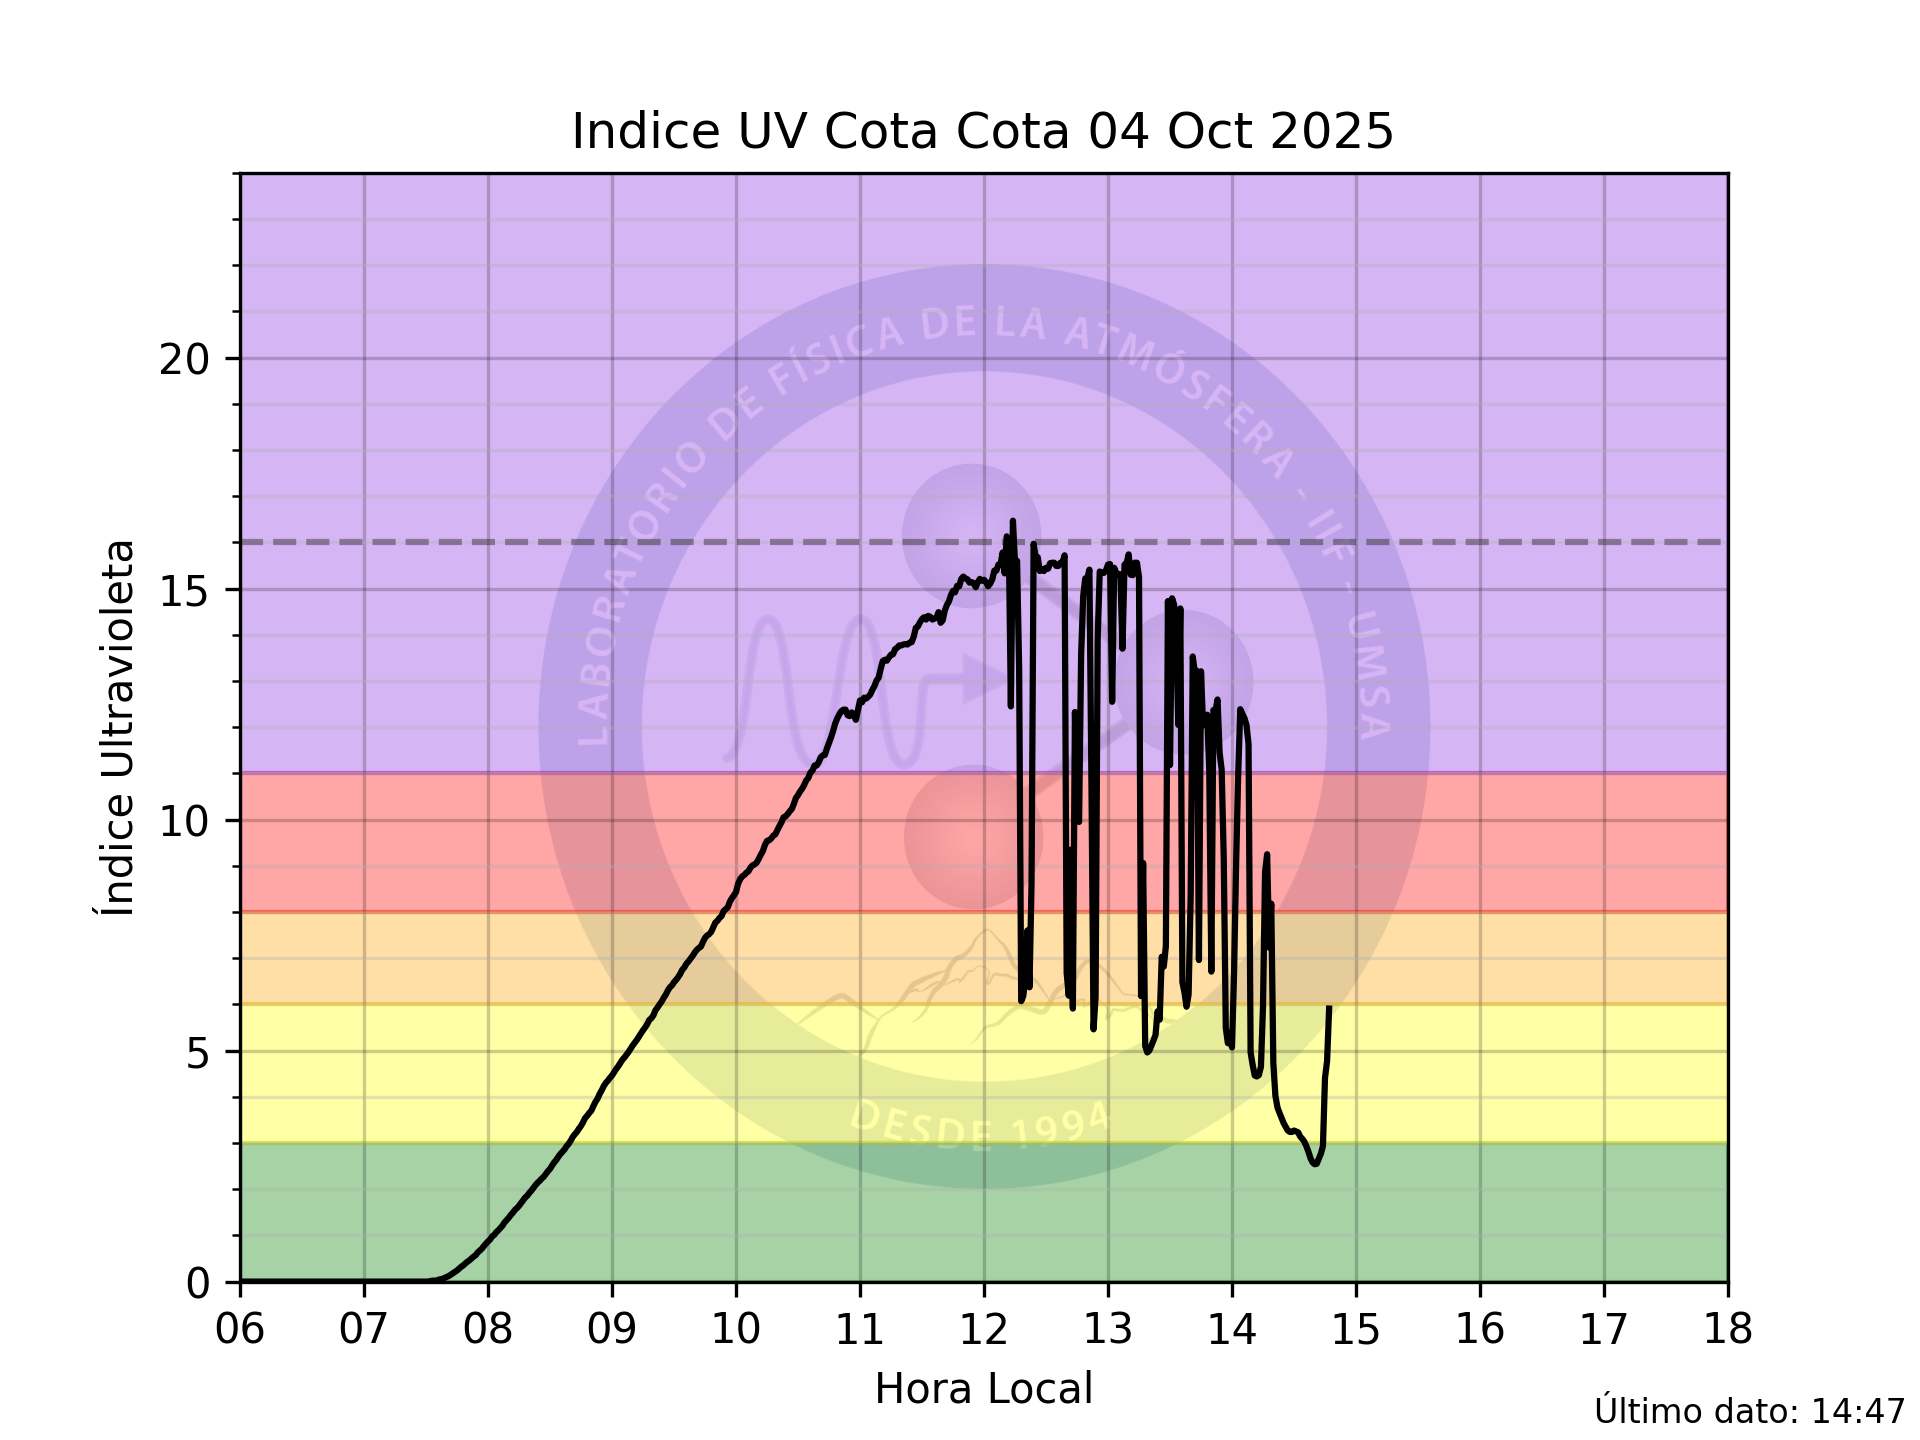 Indice UV Cota Cota 04 Oct 2025
Índice Ultravioleta
20
15
10
5
0
LABORATORIO DE FÍSICA DE LA ATMÓSFERA - IIF - UMSA
DESDE 1994
06 07 08 09 10 11 12 13 14 15 16 17 18
Hora Local
Último dato: 14:47